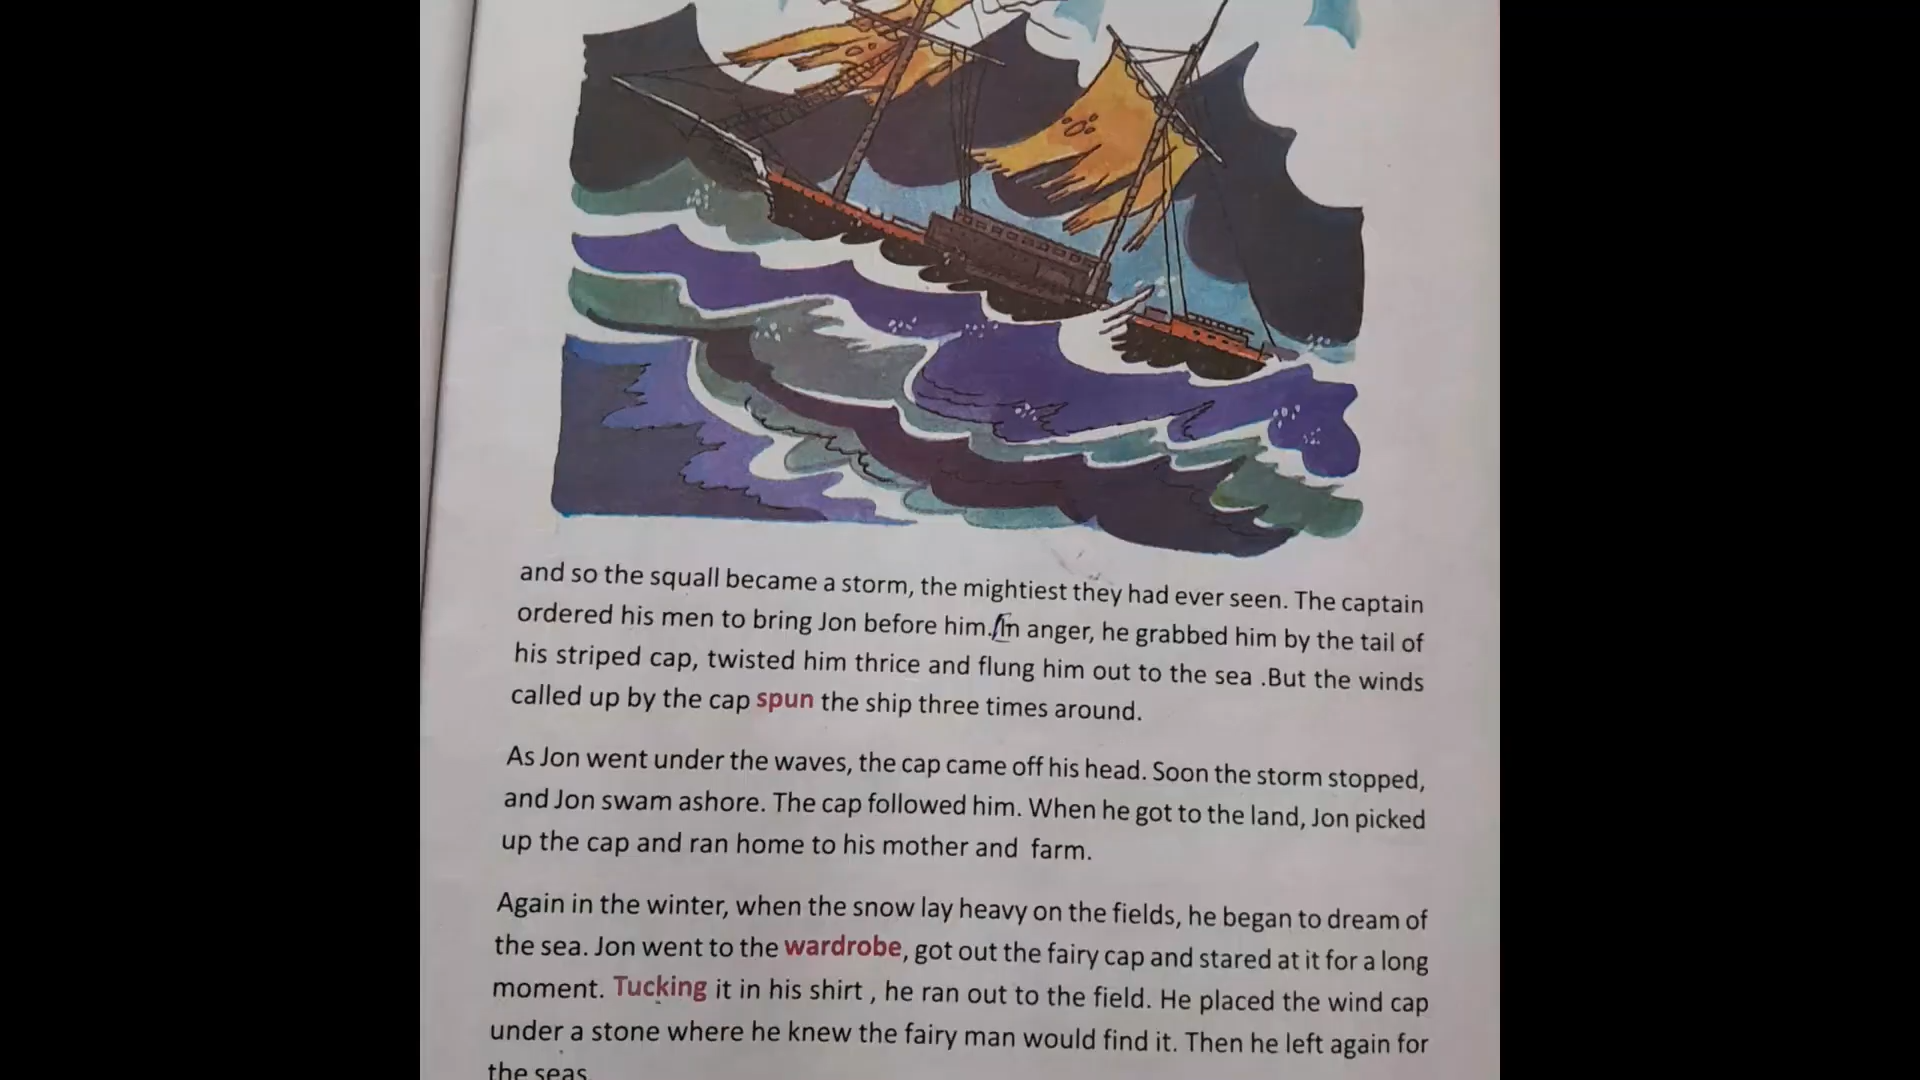 and so the squall became a storm, the mightiest they had ever seen. The captain
ordered his men to bring Jon before him./In anger, he grabbed him by the tail of
his striped cap, twisted him thrice and flung him out to the sea .But the winds
called up by the cap spun the ship three times around.
As Jon went under the waves, the cap came off his head. Soon the storm stopped,
and Jon swam ashore. The cap followed him. When he got to the land, Jon picked
up the cap and ran home to his mother and farm.
Again in the winter, when the snow lay heavy on the fields, he began to dream of
the sea. Jon went to the wardrobe, got out the fairy cap and stared at it for a long
moment. Tucking it in his shirt , he ran out to the field. He placed the wind cap
under a stone where he knew the fairy man would find it. Then he left again for
the seas.